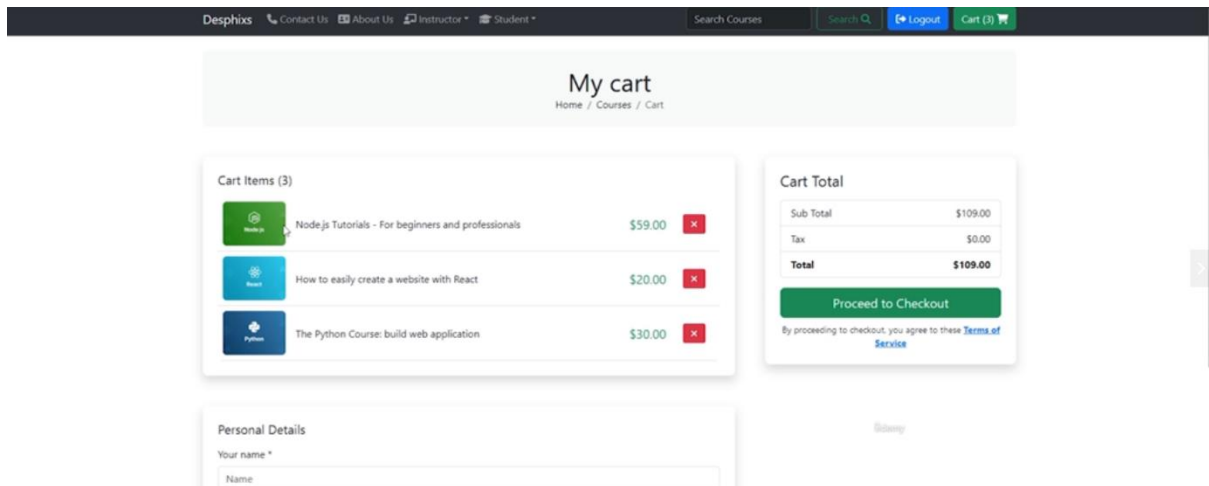 Desphixs Contact Us About Us Instructor Student Search Courses Search Logout Cart (3)
My cart
Home / Courses / Cart
Cart Items (3)
Node.js Node.js Tutorials - For beginners and professionals $59.00
React How to easily create a website with React $20.00
Python The Python Course: build web application $30.00
Cart Total
Sub Total $109.00
Tax $0.00
Total $109.00
Proceed to Checkout
By proceeding to checkout, you agree to these Terms of
Service
Personal Details
Your name *
Name
Udemy